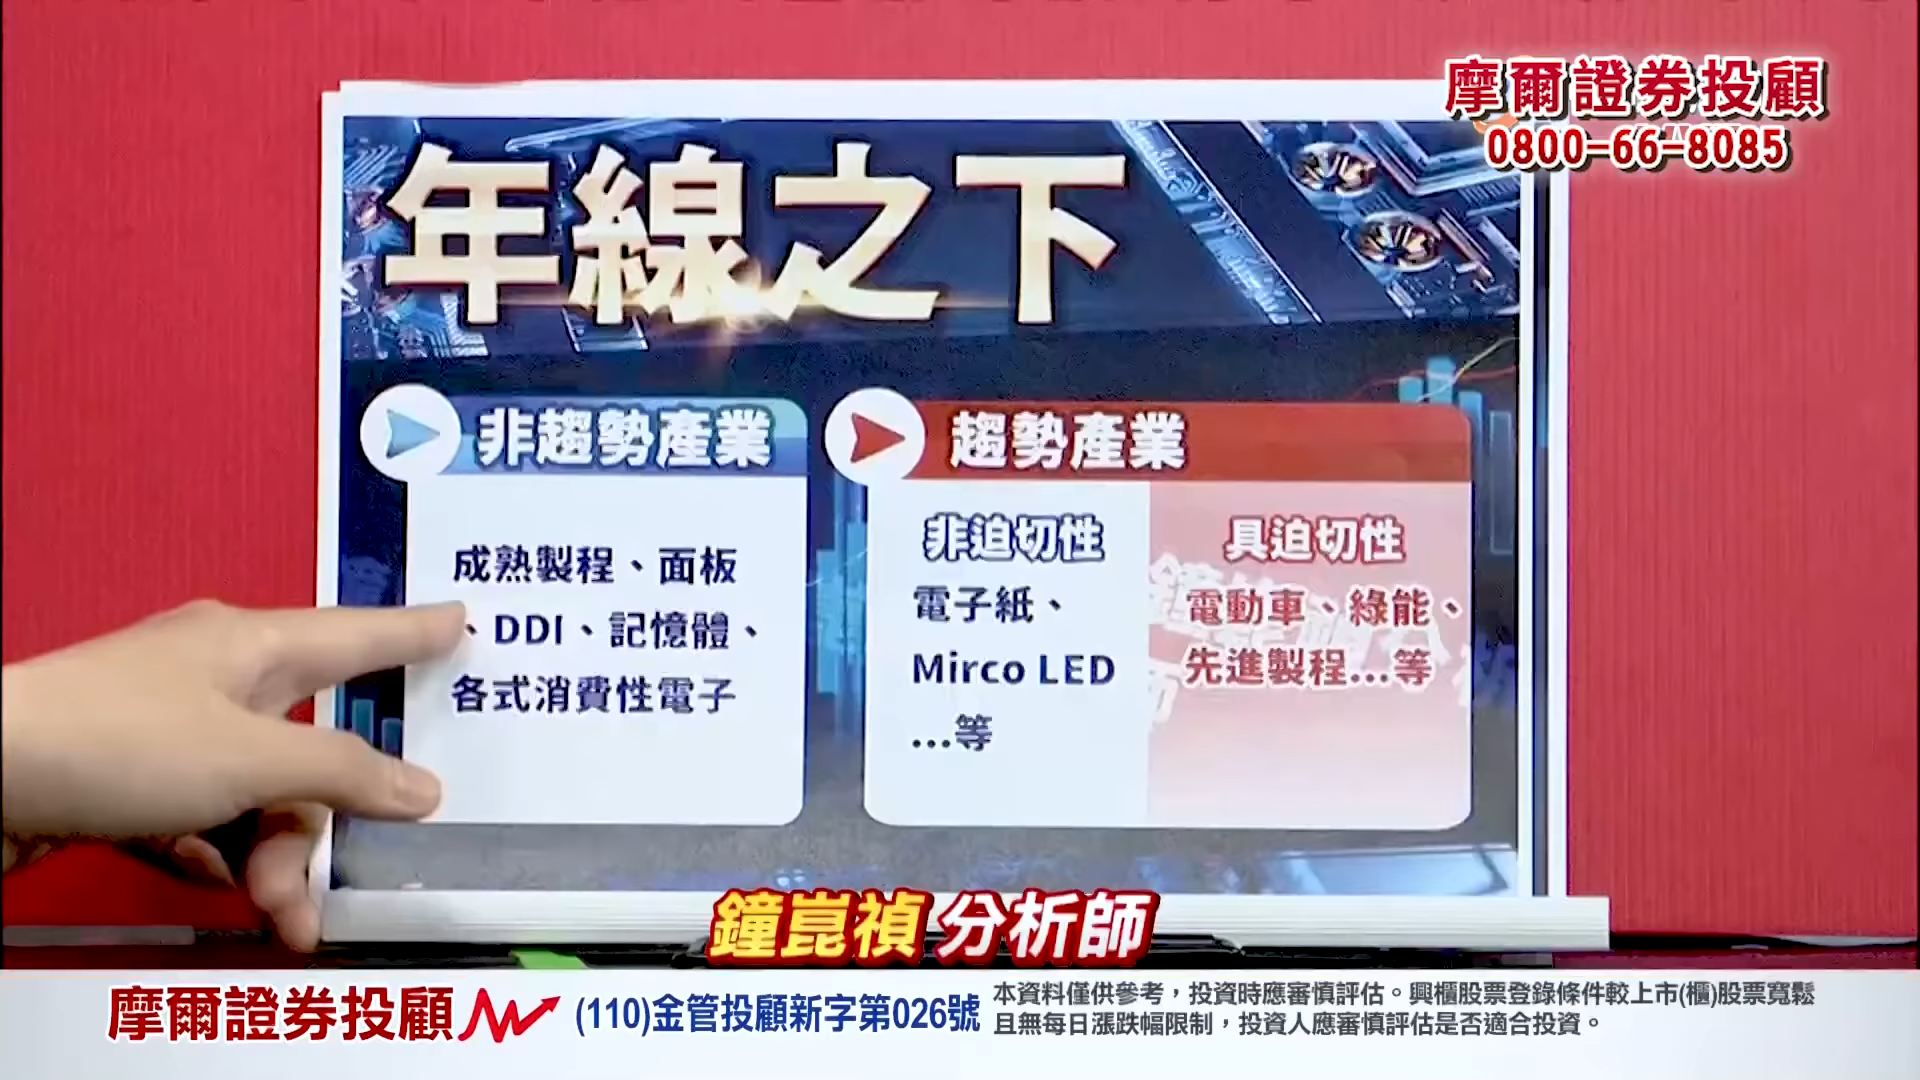 摩爾證券投顧
0800-66-8085
年線之下
非趨勢產業
成熟製程、面板
、DDI、記憶體、
各式消費性電子
趨勢產業
非迫切性
電子紙、
Mirco LED
...等
具迫切性
電動車、綠能、
先進製程...等
鐘崑禎 分析師
摩爾證券投顧
(110)金管投顧新字第026號
本資料僅供參考，投資時應審慎評估。興櫃股票登錄條件較上市(櫃)股票寬鬆
且無每日漲跌幅限制，投資人應審慎評估是否適合投資。